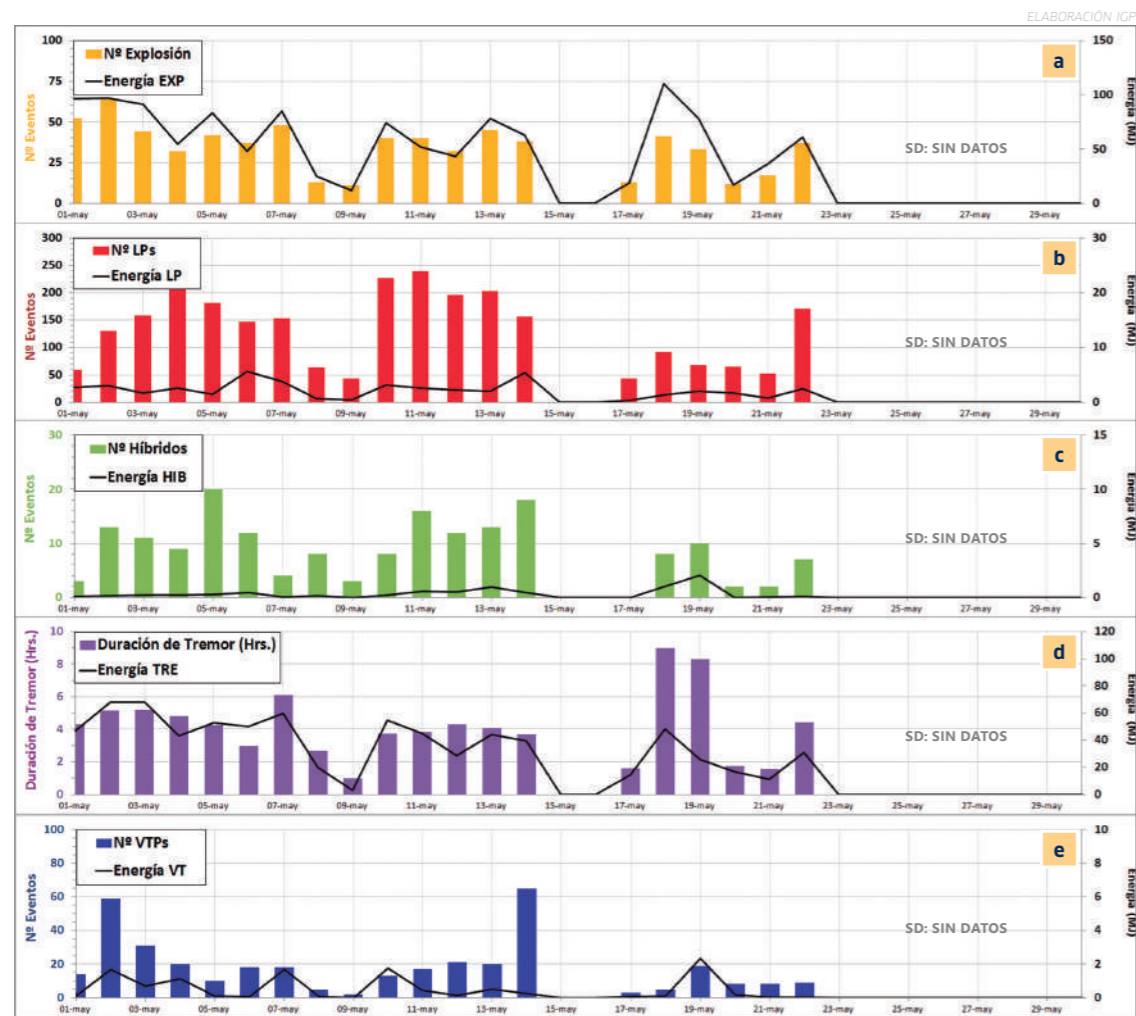 ELABORACIÓN IGP
100
75
50
25
0
Nº Eventos
Nº Explosión
Energía EXP
a
SD: SIN DATOS
150
100
50
0
Energía (MJ)
01-may 03-may 05-may 07-may 09-may 11-may 13-may 15-may 17-may 19-may 21-may 23-may 25-may 27-may 29-may
300
250
200
150
100
50
0
Nº Eventos
Nº LPs
Energía LP
b
SD: SIN DATOS
30
20
10
0
Energía (MJ)
01-may 03-may 05-may 07-may 09-may 11-may 13-may 15-may 17-may 19-may 21-may 23-may 25-may 27-may 29-may
30
20
10
0
Nº Eventos
Nº Híbridos
Energía HIB
c
SD: SIN DATOS
15
10
5
0
Energía (MJ)
01-may 03-may 05-may 07-may 09-may 11-may 13-may 15-may 17-may 19-may 21-may 23-may 25-may 27-may 29-may
10
8
6
4
2
0
Duración de Tremor (Hrs.)
Duración de Tremor (Hrs.)
Energía TRE
d
SD: SIN DATOS
120
100
80
60
40
20
0
Energía (MJ)
01-may 03-may 05-may 07-may 09-may 11-may 13-may 15-may 17-may 19-may 21-may 23-may 25-may 27-may 29-may
100
80
60
40
20
0
Nº Eventos
Nº VTPs
Energía VT
e
SD: SIN DATOS
10
8
6
4
2
0
Energía (MJ)
01-may 03-may 05-may 07-may 09-may 11-may 13-may 15-may 17-may 19-may 21-may 23-may 25-may 27-may 29-may